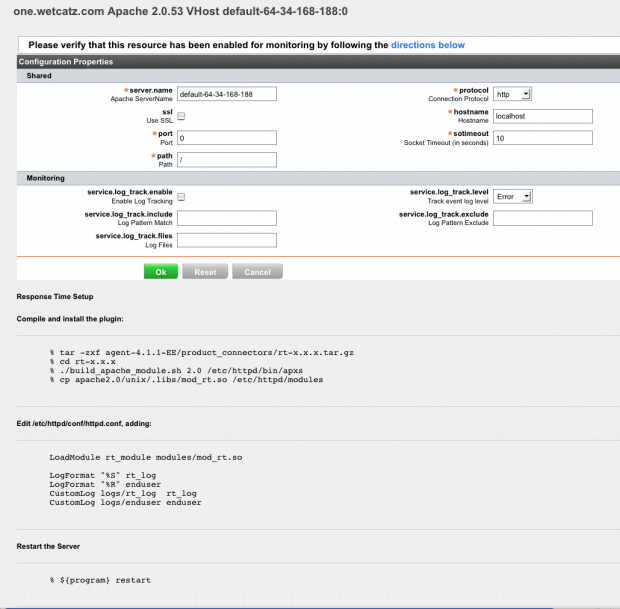 one.wetcatz.com Apache 2.0.53 VHost default-64-34-168-188:0
Please verify that this resource has been enabled for monitoring by following the directions below
Configuration Properties
Shared
* server.name
Apache ServerName
default-64-34-168-188
* protocol
Connection Protocol
http
ssl
Use SSL
* hostname
Hostname
localhost
* port
Port
0
* sotimeout
Socket Timeout (in seconds)
10
* path
Path
/
Monitoring
service.log_track.enable
Enable Log Tracking
service.log_track.level
Track event log level
Error
service.log_track.include
Log Pattern Match
service.log_track.exclude
Log Pattern Exclude
service.log_track.files
Log Files
Ok Reset Cancel
Response Time Setup
Compile and install the plugin:
% tar -zxf agent-4.1.1-EE/product_connectors/rt-x.x.x.tar.gz
% cd rt-x.x.x
% ./build_apache_module.sh 2.0 /etc/httpd/bin/apxs
% cp apache2.0/unix/.libs/mod_rt.so /etc/httpd/modules
Edit /etc/httpd/conf/httpd.conf, adding:
LoadModule rt_module modules/mod_rt.so
LogFormat "%S" rt_log
LogFormat "%R" enduser
CustomLog logs/rt_log  rt_log
CustomLog logs/enduser enduser
Restart the Server
% ${program} restart